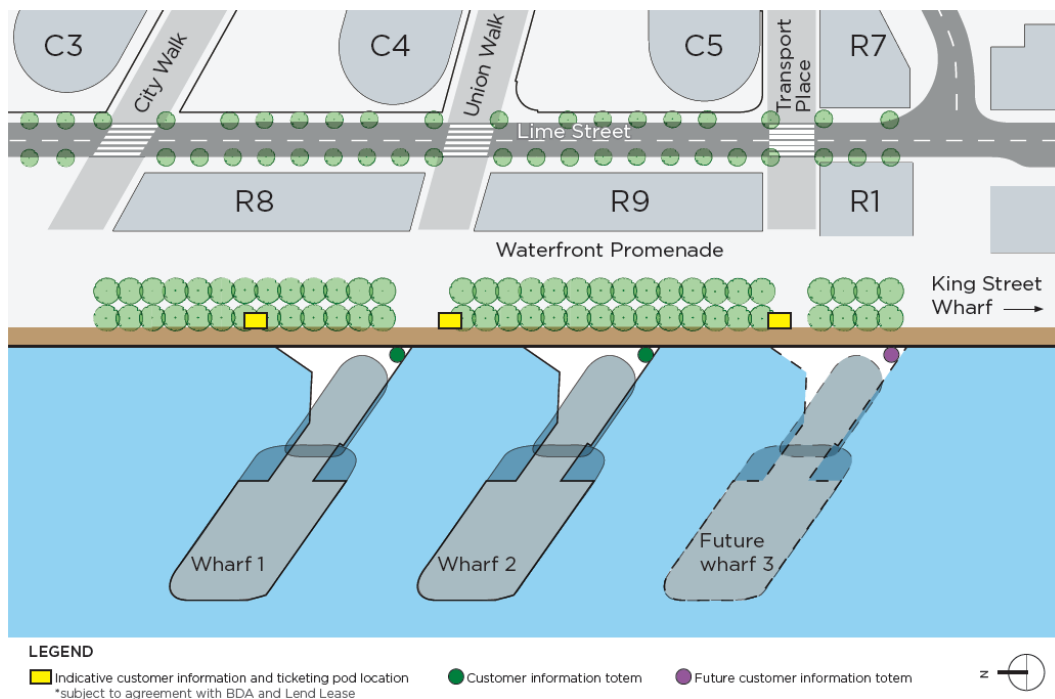 C3
City Walk
C4
Union Walk
C5
Transport
Place
R7
Lime Street
R8
R9
R1
Waterfront Promenade
King Street
Wharf
Wharf 1
Wharf 2
Future
wharf 3
LEGEND
Indicative customer information and ticketing pod location
*subject to agreement with BDA and Lend Lease
Customer information totem
Future customer information totem
N